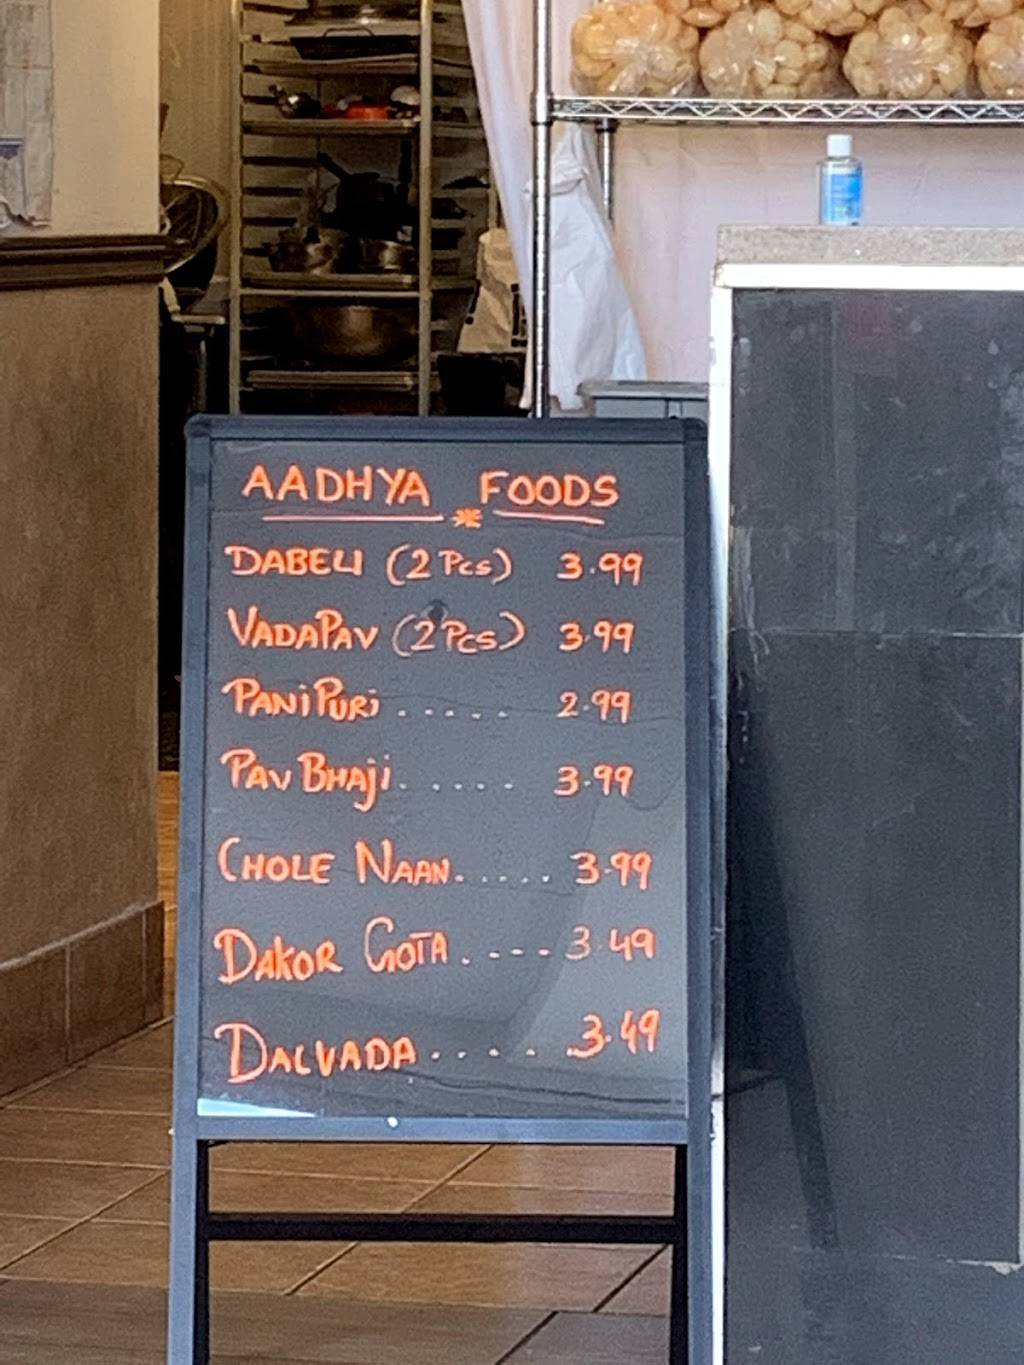 AADHYA FOODS
*
DABELI (2 Pcs) 3.99
VADAPAV (2 Pcs) 3.99
PANiPURi ..... 2.99
PAV BHAji ..... 3.99
CHOLE NAAN ..... 3.99
DAKOR GOTA .---- 3.49
DALVADA ...... 3.49